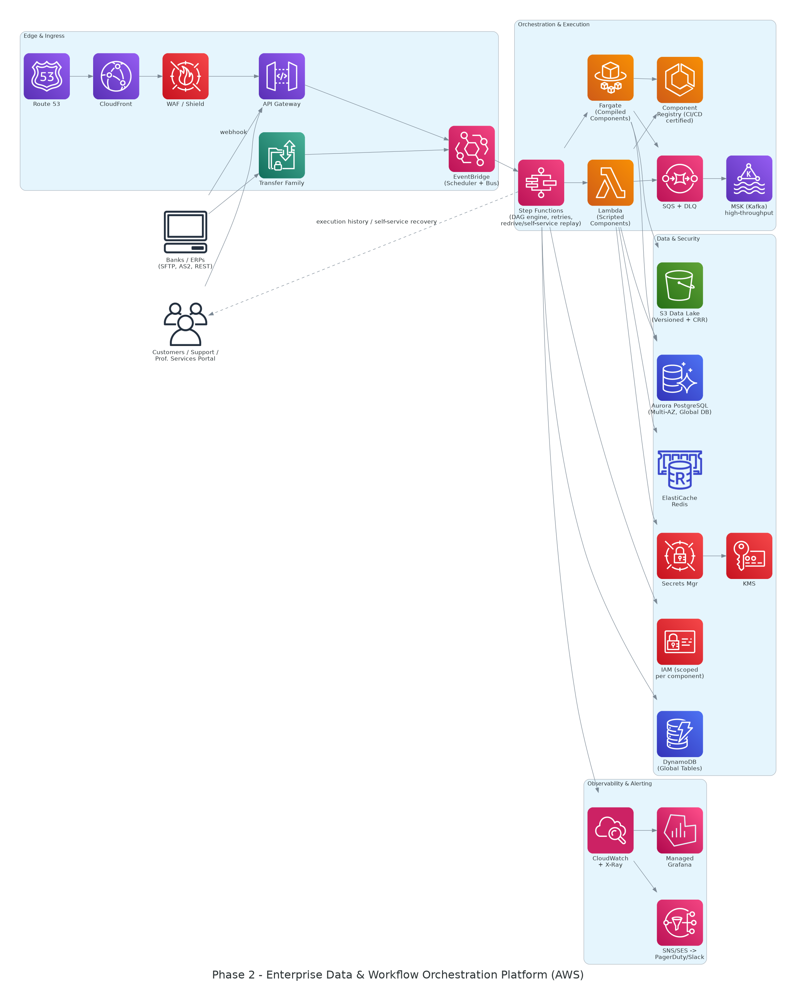 Edge & Ingress
53
Route 53
CloudFront
WAF / Shield
API Gateway
webhook
Transfer Family
EventBridge
(Scheduler + Bus)
Banks / ERPs
(SFTP, AS2, REST)
Customers / Support /
Prof. Services Portal
execution history / self-service recovery
Orchestration & Execution
Fargate
(Compiled
Components)
Component
Registry (CI/CD
certified)
Step Functions
(DAG engine, retries,
redrive/self-service replay)
Lambda
(Scripted
Components)
SQS + DLQ
K
MSK (Kafka)
high-throughput
Data & Security
S3 Data Lake
(Versioned + CRR)
Aurora PostgreSQL
(Multi-AZ, Global DB)
R
ElastiCache
Redis
Secrets Mgr
KMS
IAM (scoped
per component)
DynamoDB
(Global Tables)
Observability & Alerting
CloudWatch
+ X-Ray
Managed
Grafana
SNS/SES ->
PagerDuty/Slack
Phase 2 - Enterprise Data & Workflow Orchestration Platform (AWS)